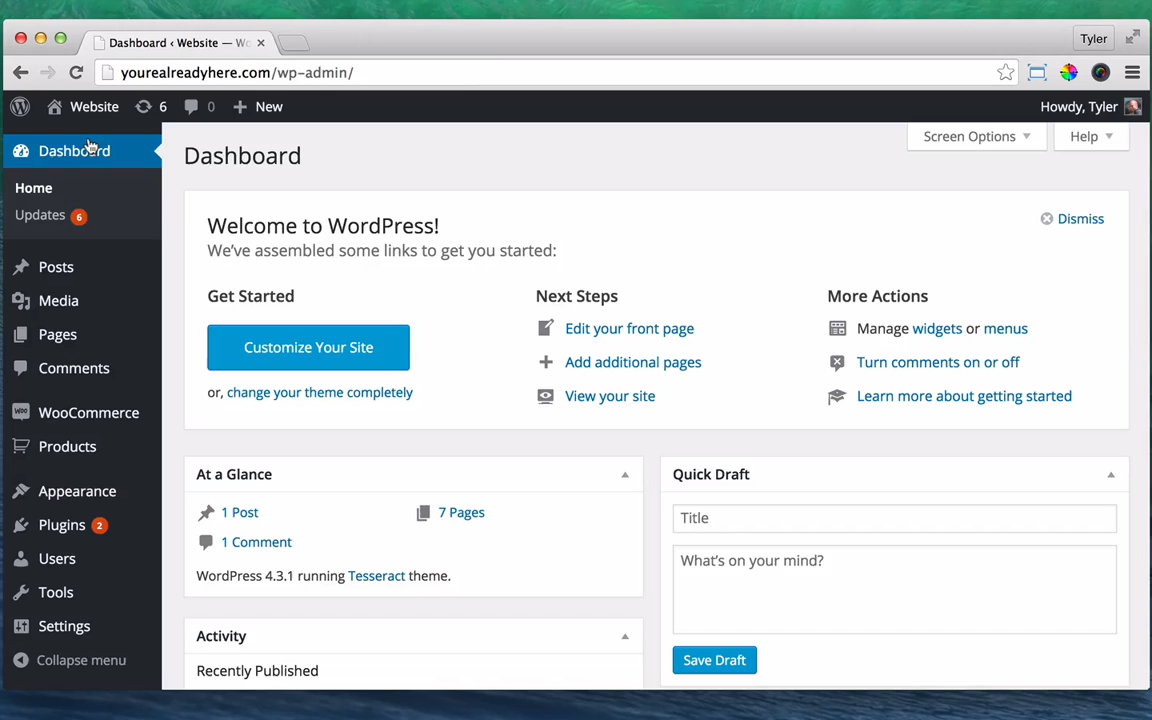 Dashboard ‹ Website — Wo
Tyler
yourealreadyhere.com/wp-admin/
Website 6 0 New Howdy, Tyler
Dashboard
Home
Updates 6
Posts
Media
Pages
Comments
WooCommerce
Products
Appearance
Plugins 2
Users
Tools
Settings
Collapse menu
Screen Options Help
Dashboard
Welcome to WordPress!
Dismiss
We've assembled some links to get you started:
Get Started
Customize Your Site
or, change your theme completely
Next Steps
Edit your front page
Add additional pages
View your site
More Actions
Manage widgets or menus
Turn comments on or off
Learn more about getting started
At a Glance
1 Post 7 Pages
1 Comment
WordPress 4.3.1 running Tesseract theme.
Activity
Recently Published
Quick Draft
Title
What's on your mind?
Save Draft